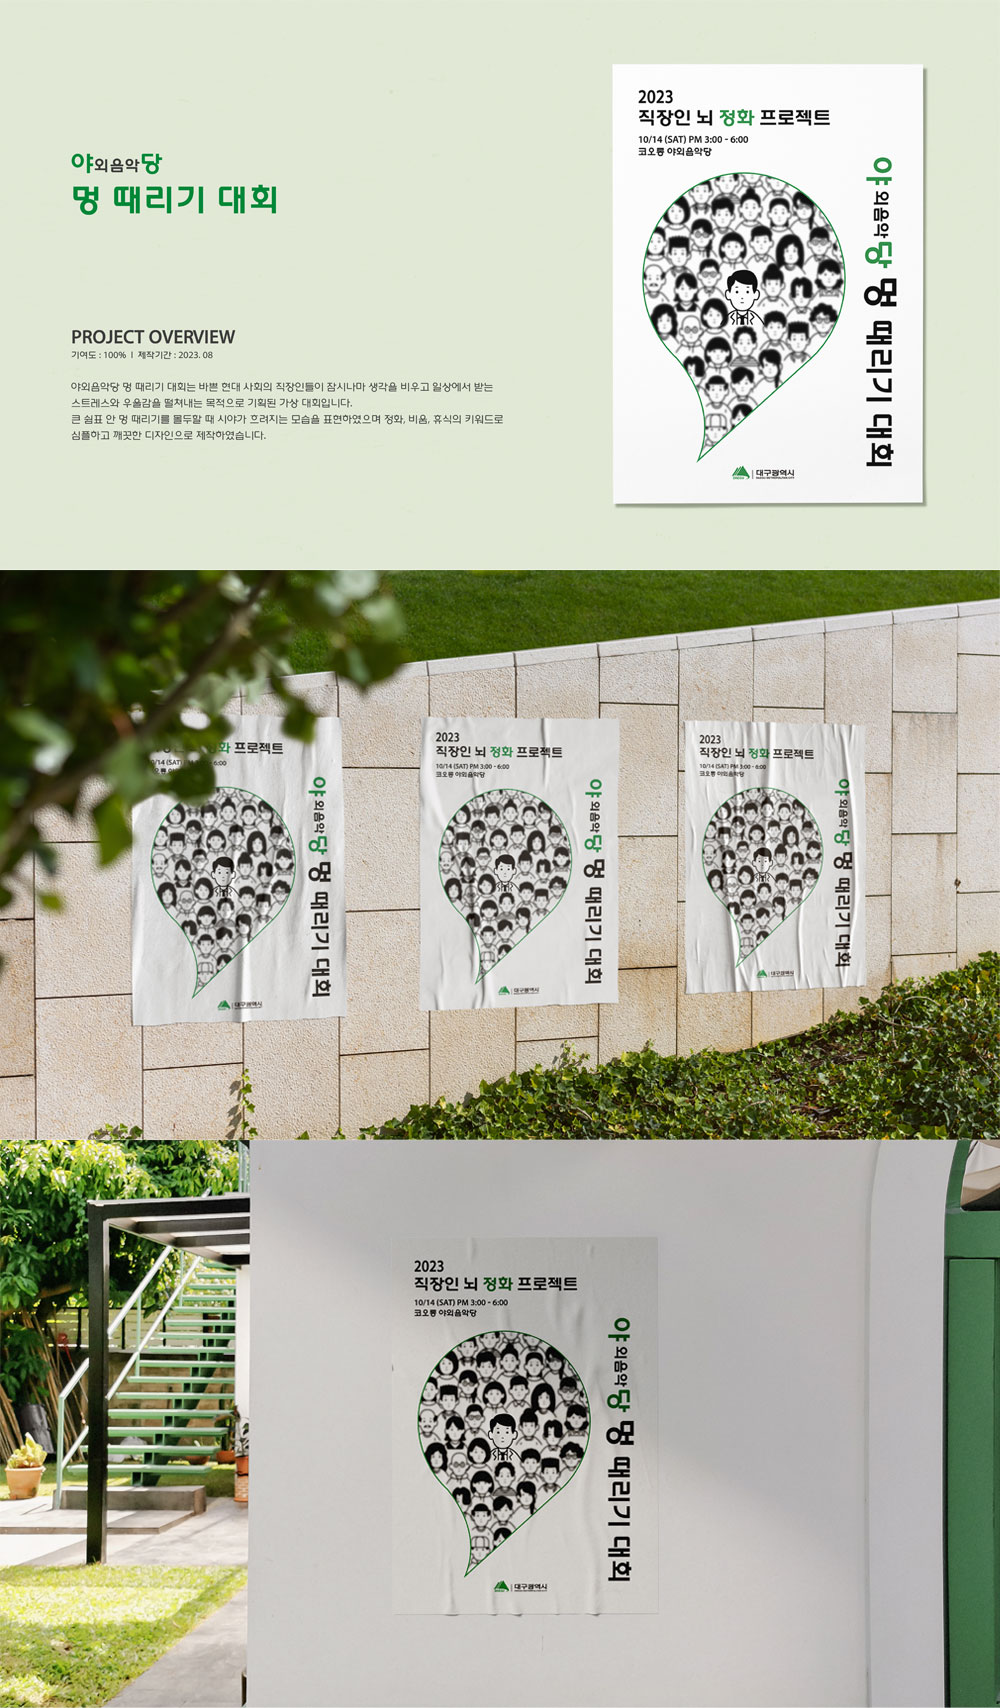 야외음악당
멍 때리기 대회
PROJECT OVERVIEW
기여도 : 100% I 제작기간 : 2023. 08
야외음악당 멍 때리기 대회는 바쁜 현대 사회의 직장인들이 잠시나마 생각을 비우고 일상에서 받는
스트레스와 우울감을 떨쳐내는 목적으로 기획된 가상 대회입니다.
큰 쉼표 안 멍 때리기를 몰두할 때 시야가 흐려지는 모습을 표현하였으며 정화, 비움, 휴식의 키워드로
심플하고 깨끗한 디자인으로 제작하였습니다.
2023
직장인 뇌 정화 프로젝트
10/14 (SAT) PM 3:00 - 6:00
코오롱 야외음악당
야외음악당 멍 때리기 대회
대구광역시
정화 프로젝트
야외음악당 멍 때리기 대회
대구광역시
2023
직장인 뇌 정화 프로젝트
10/14 (SAT) PM 3:00 - 6:00
코오롱 야외음악당
야외음악당 멍 때리기 대회
대구광역시
2023
직장인 뇌 정화 프로젝트
10/14 (SAT) PM 3:00 - 6:00
코오롱 야외음악당
야외음악당 멍 때리기 대회
대구광역시
2023
직장인 뇌 정화 프로젝트
10/14 (SAT) PM 3:00 - 6:00
코오롱 야외음악당
야외음악당 멍 때리기 대회
대구광역시